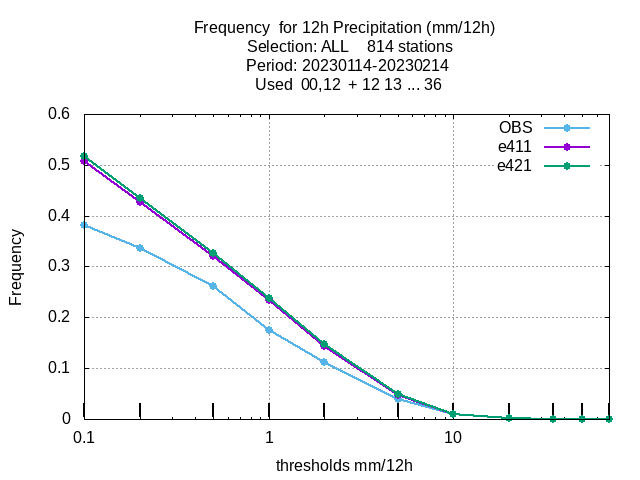 Frequency  for 12h Precipitation (mm/12h)
Selection: ALL    814 stations
Period: 20230114-20230214
Used  00,12  + 12 13 ... 36
0.6
OBS
e411
e421
0.5
0.4
0.3
0.2
0.1
0
Frequency
0.1 1 10
thresholds mm/12h